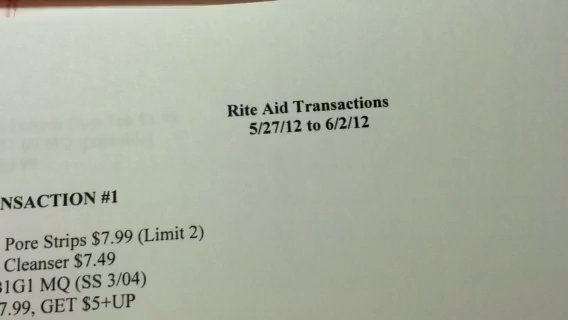 Rite Aid Transactions
5/27/12 to 6/2/12
NSACTION #1
Pore Strips $7.99 (Limit 2)
Cleanser $7.49
1G1 MQ (SS 3/04)
7.99, GET $5+UP